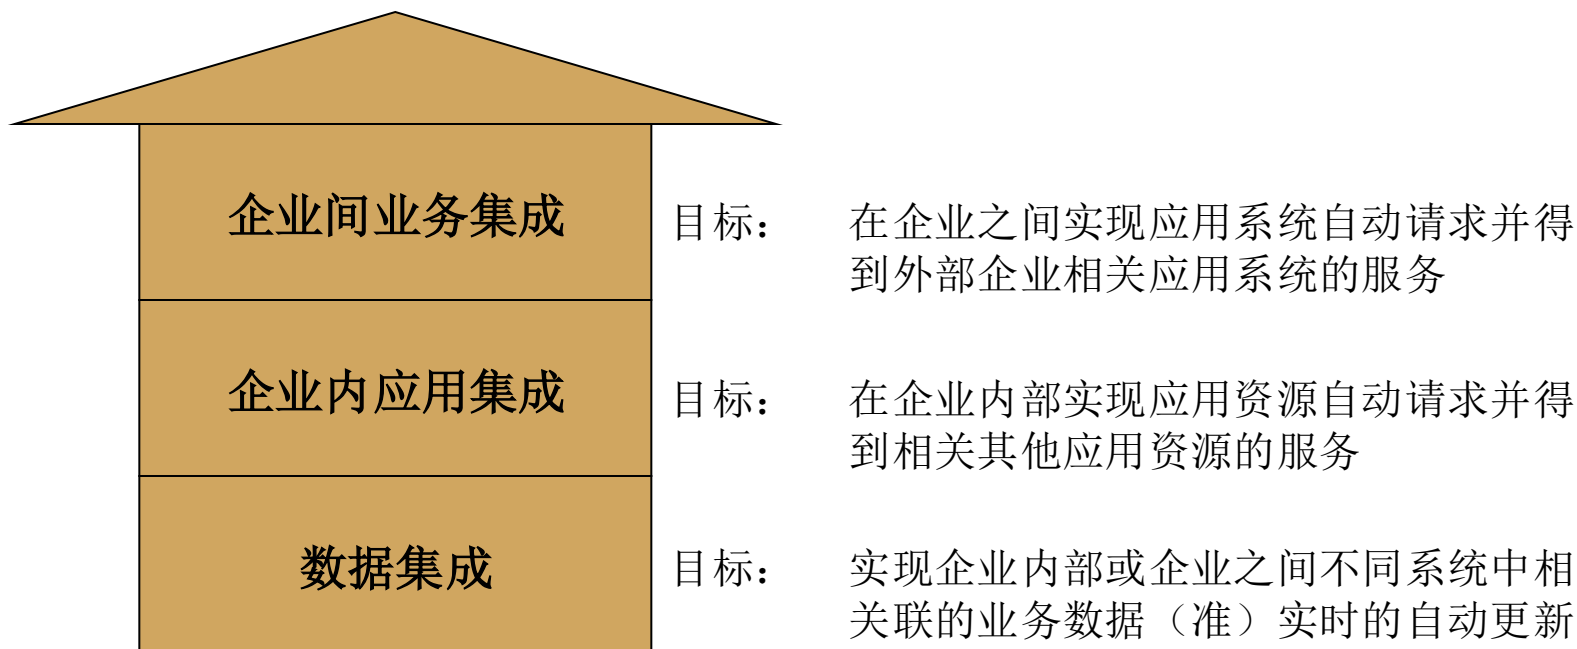 企业间业务集成
目标： 在企业之间实现应用系统自动请求并得
到外部企业相关应用系统的服务
企业内应用集成
目标： 在企业内部实现应用资源自动请求并得
到相关其他应用资源的服务
数据集成
目标： 实现企业内部或企业之间不同系统中相
关联的业务数据（准）实时的自动更新